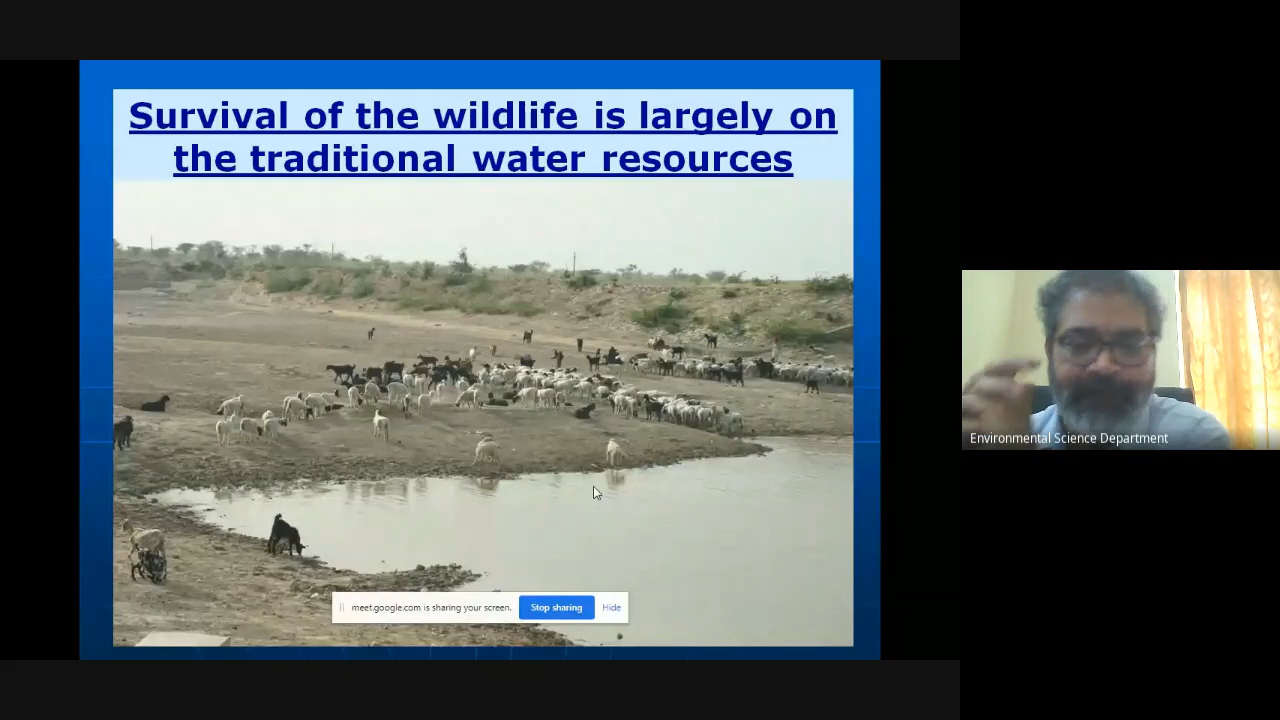 Survival of the wildlife is largely on
the traditional water resources
meet.google.com is sharing your screen.
Stop sharing
Hide
Environmental Science Department